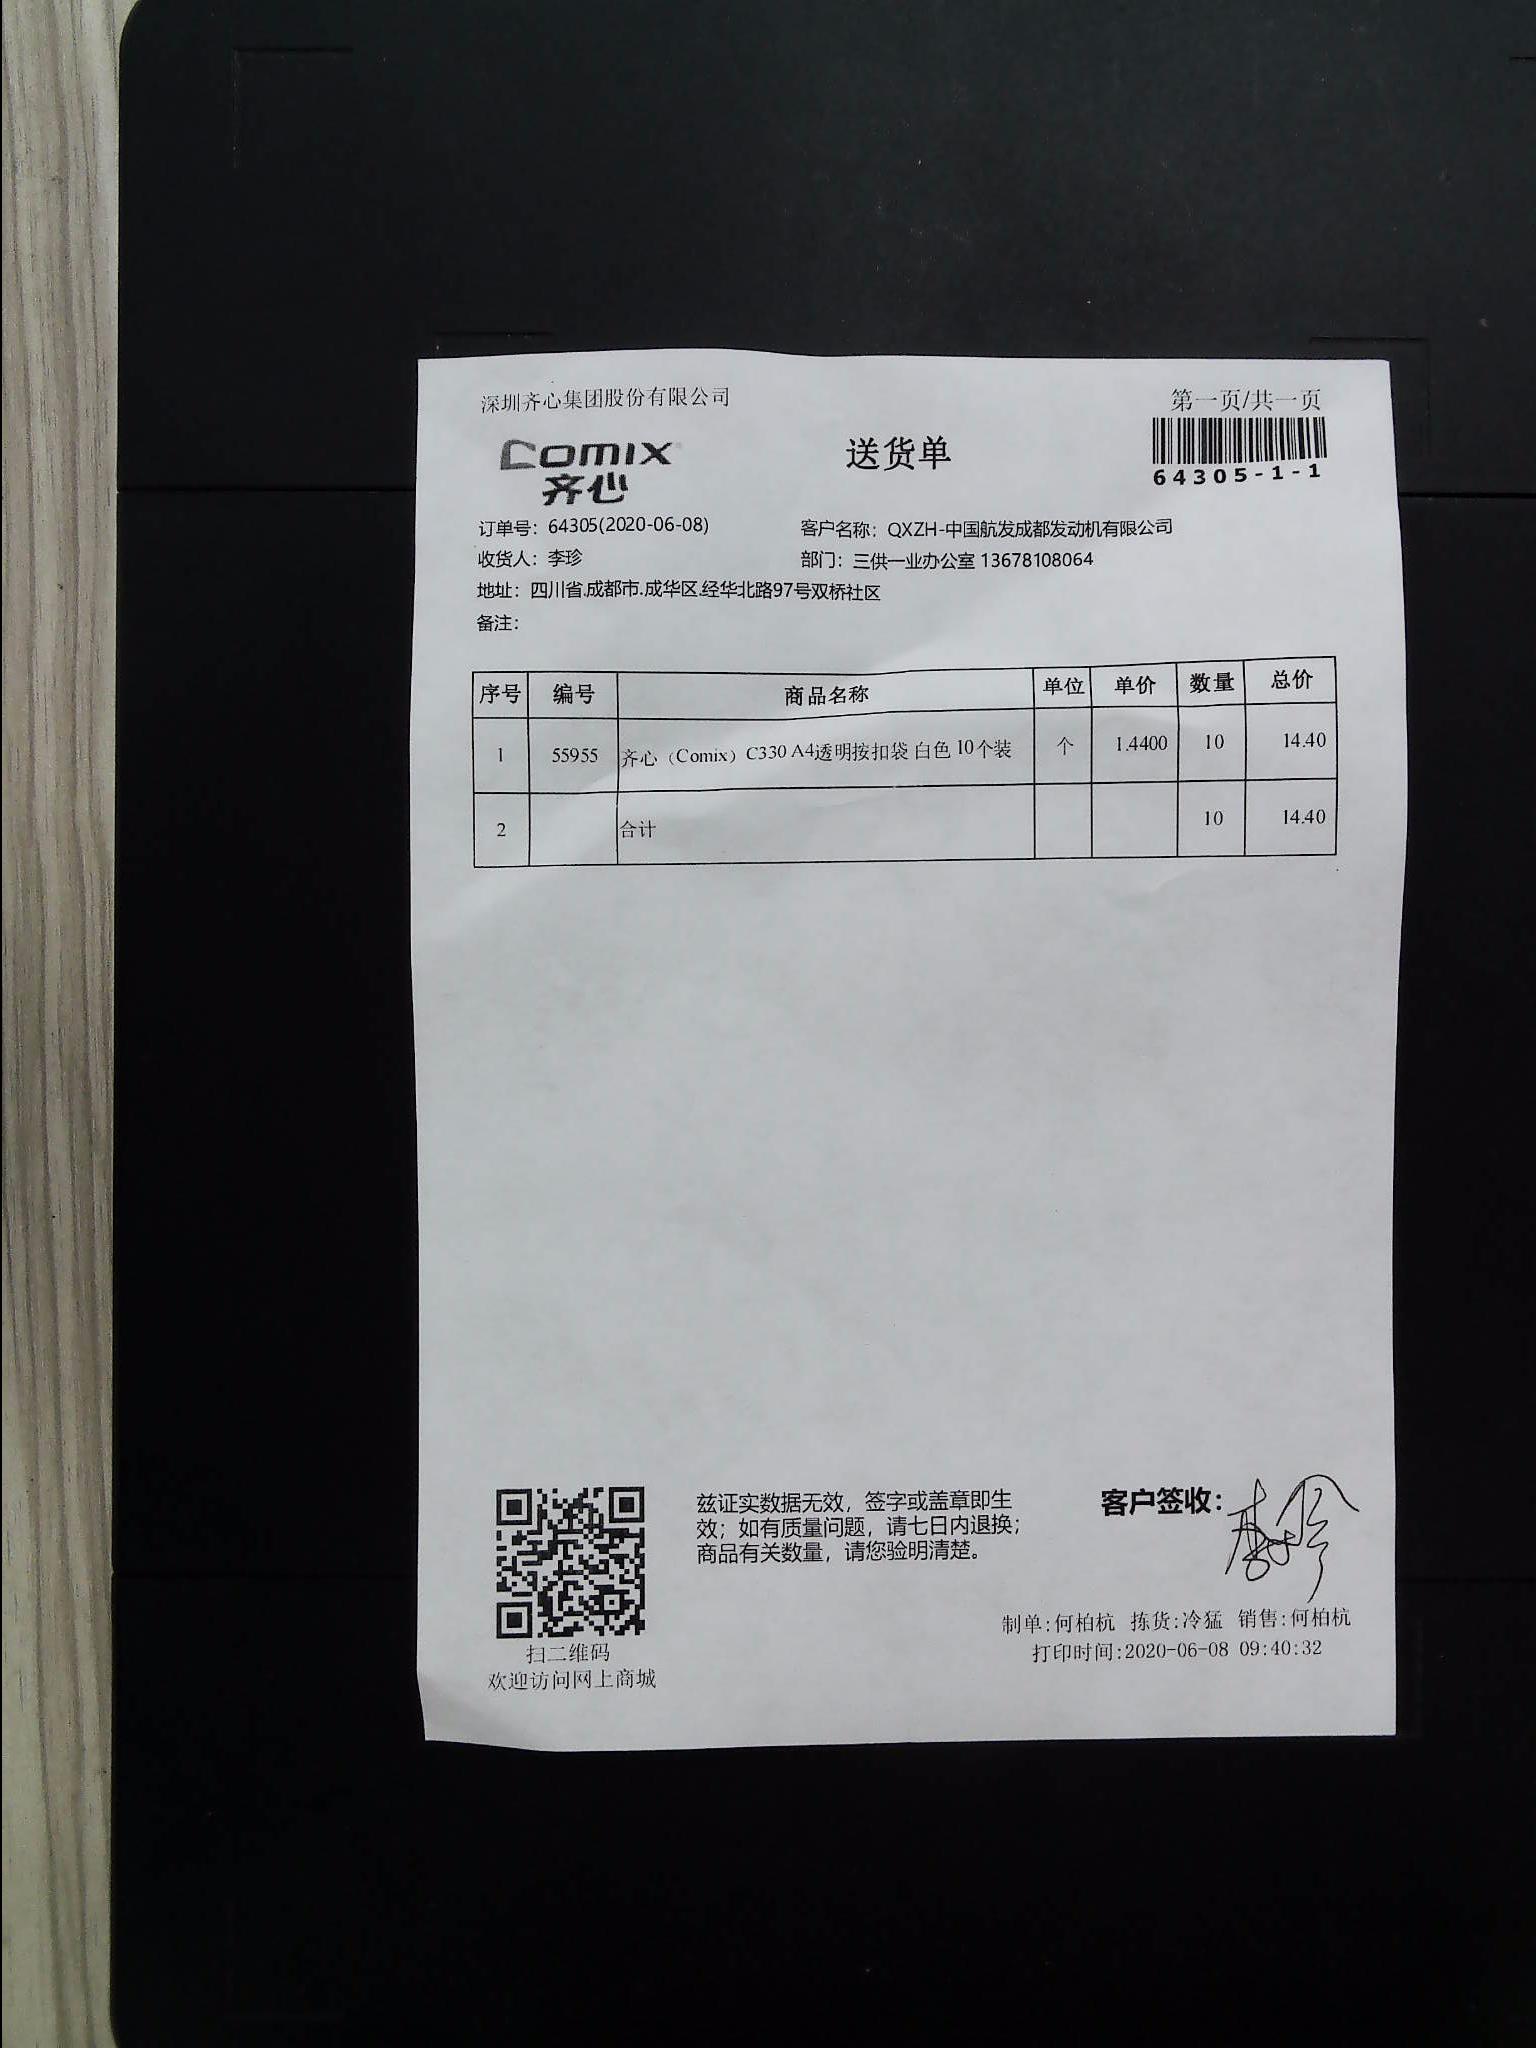 深圳齐心集团股份有限公司
第一页/共一页
comix
齐心
送货单
64305-1-1
订单号：64305(2020-06-08)
客户名称：QXZH-中国航发成都发动机有限公司
收货人：李珍
部门：三供一业办公室 13678108064
地址：四川省.成都市.成华区.经华北路97号双桥社区
备注：
序号 编号 商品名称 单位 单价 数量 总价
1 55955 齐心（Comix）C330 A4透明按扣袋 白色 10个装 个 1.4400 10 14.40
2 合计 10 14.40
兹证实数据无效，签字或盖章即生
效；如有质量问题，请七日内退换；
商品有关数量，请您验明清楚。
客户签收：李珍
制单:何柏杭 拣货:冷猛 销售:何柏杭
打印时间:2020-06-08 09:40:32
扫二维码
欢迎访问网上商城